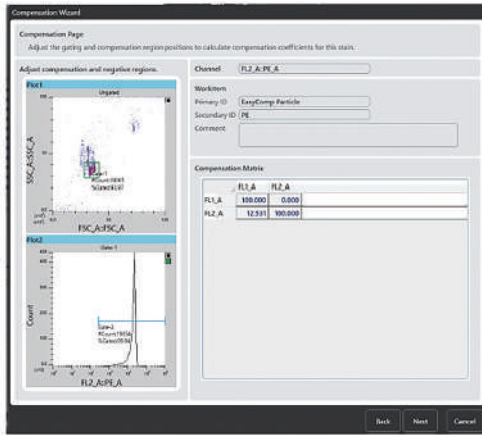 Compensation Wizard
Compensation Page
Adjust the gating and compensation region positions to calculate compensation coefficients for this stain.
Adjust compensation and negative regions.
Plot1
Ungated
SSC_A:SSC_A
FSC_A:FSC_A
Plot2
Gate-1
Count
Gate-2
FL2_A:PE_A
Channel FL2_A::PE_A
Workitem
Primary ID EasyComp Particle
Secondary ID PE
Comment
Compensation Matrix
FL1_A FL2_A
FL1_A 100.000 0.000
FL2_A 12.531 100.000
Back Next Cancel